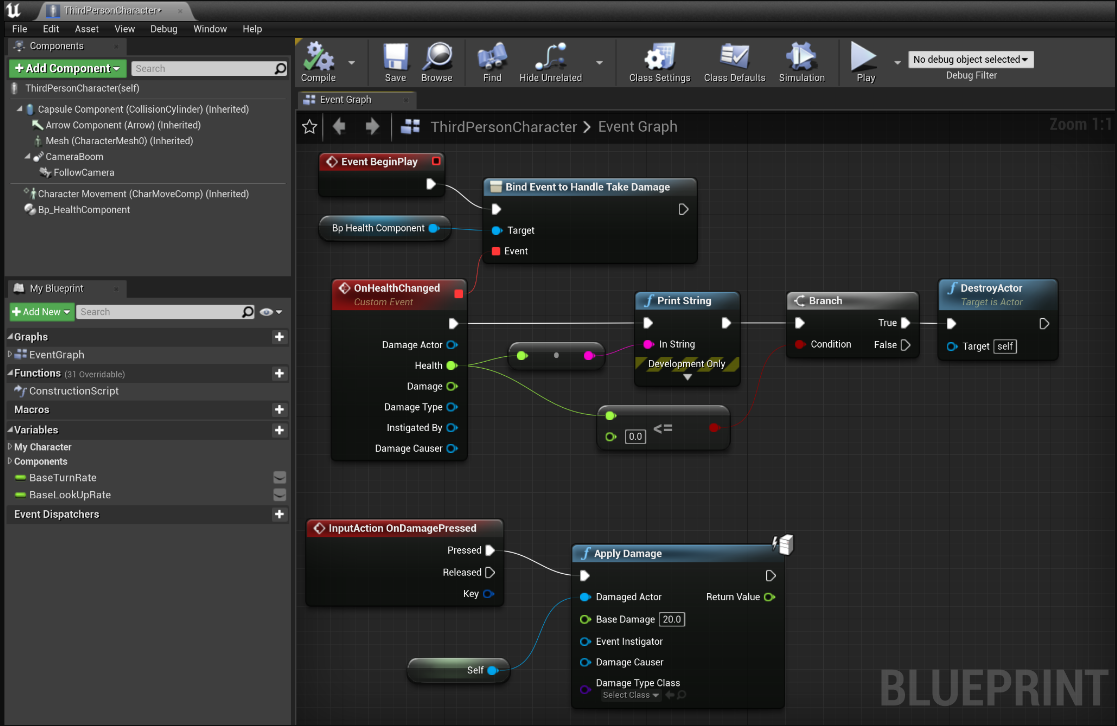 ThirdPersonCharacter*
File Edit Asset View Debug Window Help
Components
+Add Component
Search
ThirdPersonCharacter(self)
Capsule Component (CollisionCylinder) (Inherited)
Arrow Component (Arrow) (Inherited)
Mesh (CharacterMesh0) (Inherited)
CameraBoom
FollowCamera
Character Movement (CharMoveComp) (Inherited)
Bp_HealthComponent
My Blueprint
+Add New
Search
Graphs
EventGraph
Functions (31 Overridable)
ConstructionScript
Macros
Variables
My Character
Components
BaseTurnRate
BaseLookUpRate
Event Dispatchers
Compile Save Browse Find Hide Unrelated Class Settings Class Defaults Simulation Play
No debug object selected
Debug Filter
Event Graph
ThirdPersonCharacter > Event Graph
Zoom 1:1
Event BeginPlay
Bind Event to Handle Take Damage
Bp Health Component
Target
Event
OnHealthChanged
Custom Event
Damage Actor
Health
Damage
Damage Type
Instigated By
Damage Causer
Print String
In String
Development Only
0.0 <=
Branch
True
Condition False
DestroyActor
Target is Actor
Target self
InputAction OnDamagePressed
Pressed
Released
Key
Self
Apply Damage
Damaged Actor Return Value
Base Damage 20.0
Event Instigator
Damage Causer
Damage Type Class
Select Class
BLUEPRINT